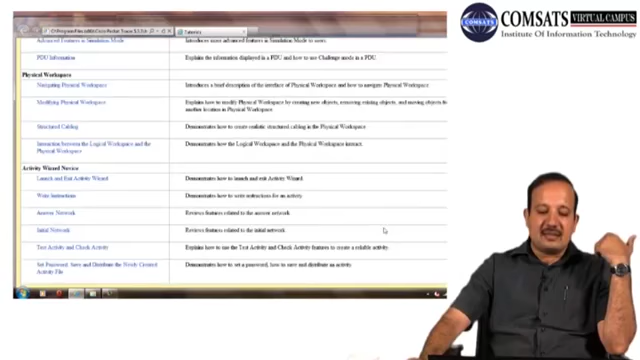 COMSATS VIRTUAL CAMPUS
Institute Of Information Technology
Tutorials
Advanced Features in Simulation Mode Introduces more advanced features in Simulation Mode to users.
PDU Information Explains the information displayed in a PDU and how to use Challenge mode in a PDU.
Physical Workspace
Navigating Physical Workspace Introduces a brief description of the interface of Physical Workspace and how to navigate Physical Workspace
Modifying Physical Workspace Explains how to modify Physical Workspace by creating new objects, removing existing objects, and moving objects
another location in Physical Workspace
Structured Cabling Demonstrates how to create realistic structured cabling in the Physical Workspace
Interaction between the Logical Workspace and the Demonstrates how the Logical Workspace and the Physical Workspace interact.
Physical Workspace
Activity Wizard Novice
Launch and Exit Activity Wizard Demonstrates how to launch and exit Activity Wizard.
Write Instructions Demonstrates how to write instructions for an activity
Answer Network Reviews features related to the answer network
Initial Network Reviews features related to the initial network.
Test Activity and Check Activity Explains how to use the Test Activity and Check Activity features to create a reliable activity.
Set Password, Save and Distribute the Newly Created Demonstrates how to set a password, how to save and distribute an activity
Activity File